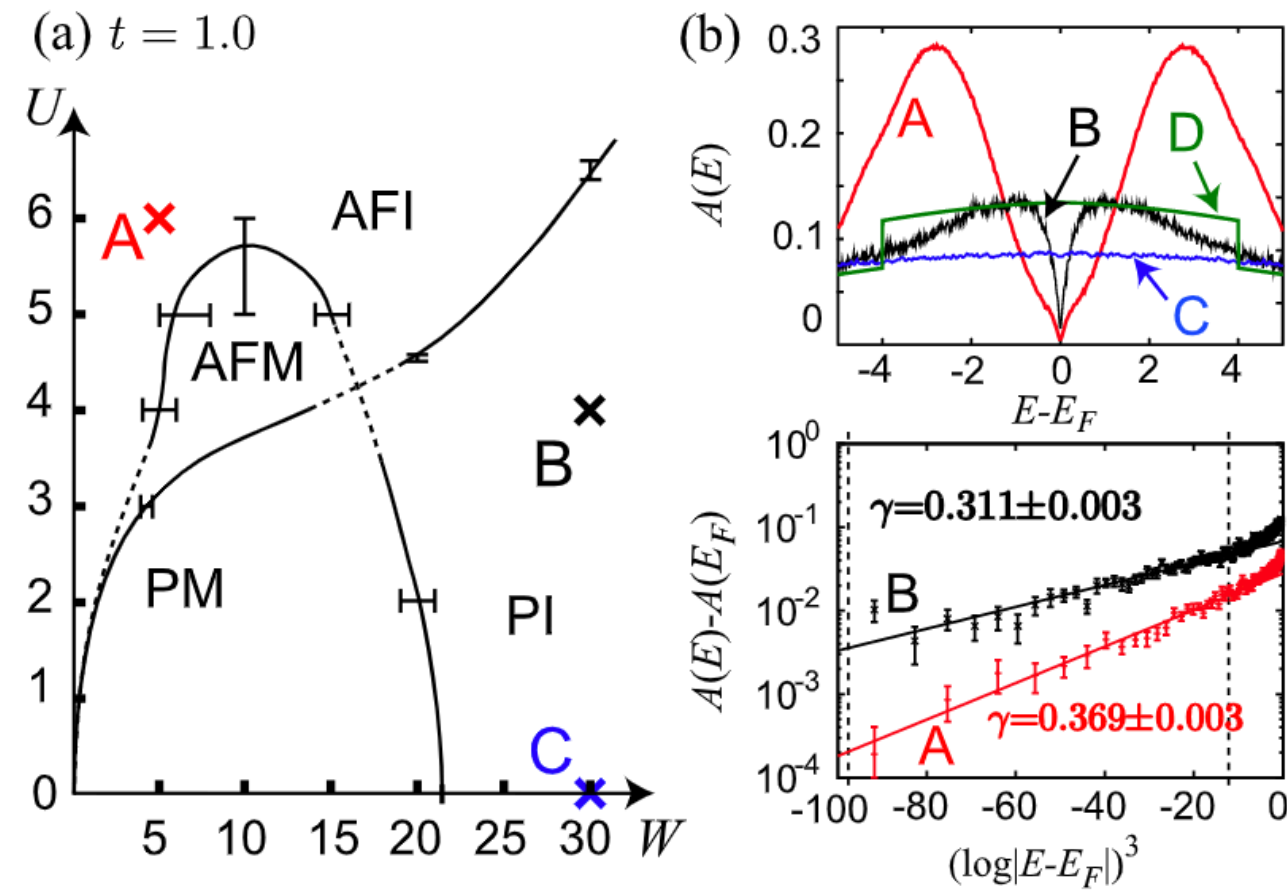 (a) t = 1.0
U
6
5
4
3
2
1
0
5
10
15
20
25
30
W
A
AFI
AFM
B
PM
PI
C
(b)
A(E)
0.3
0.2
0.1
0
A
B
D
C
-4
-2
0
2
4
E-E_F
A(E)-A(E_F)
10^0
10^-1
10^-2
10^-3
10^-4
γ=0.311±0.003
B
γ=0.369±0.003
A
-100
-80
-60
-40
-20
0
(log|E-E_F|)^3